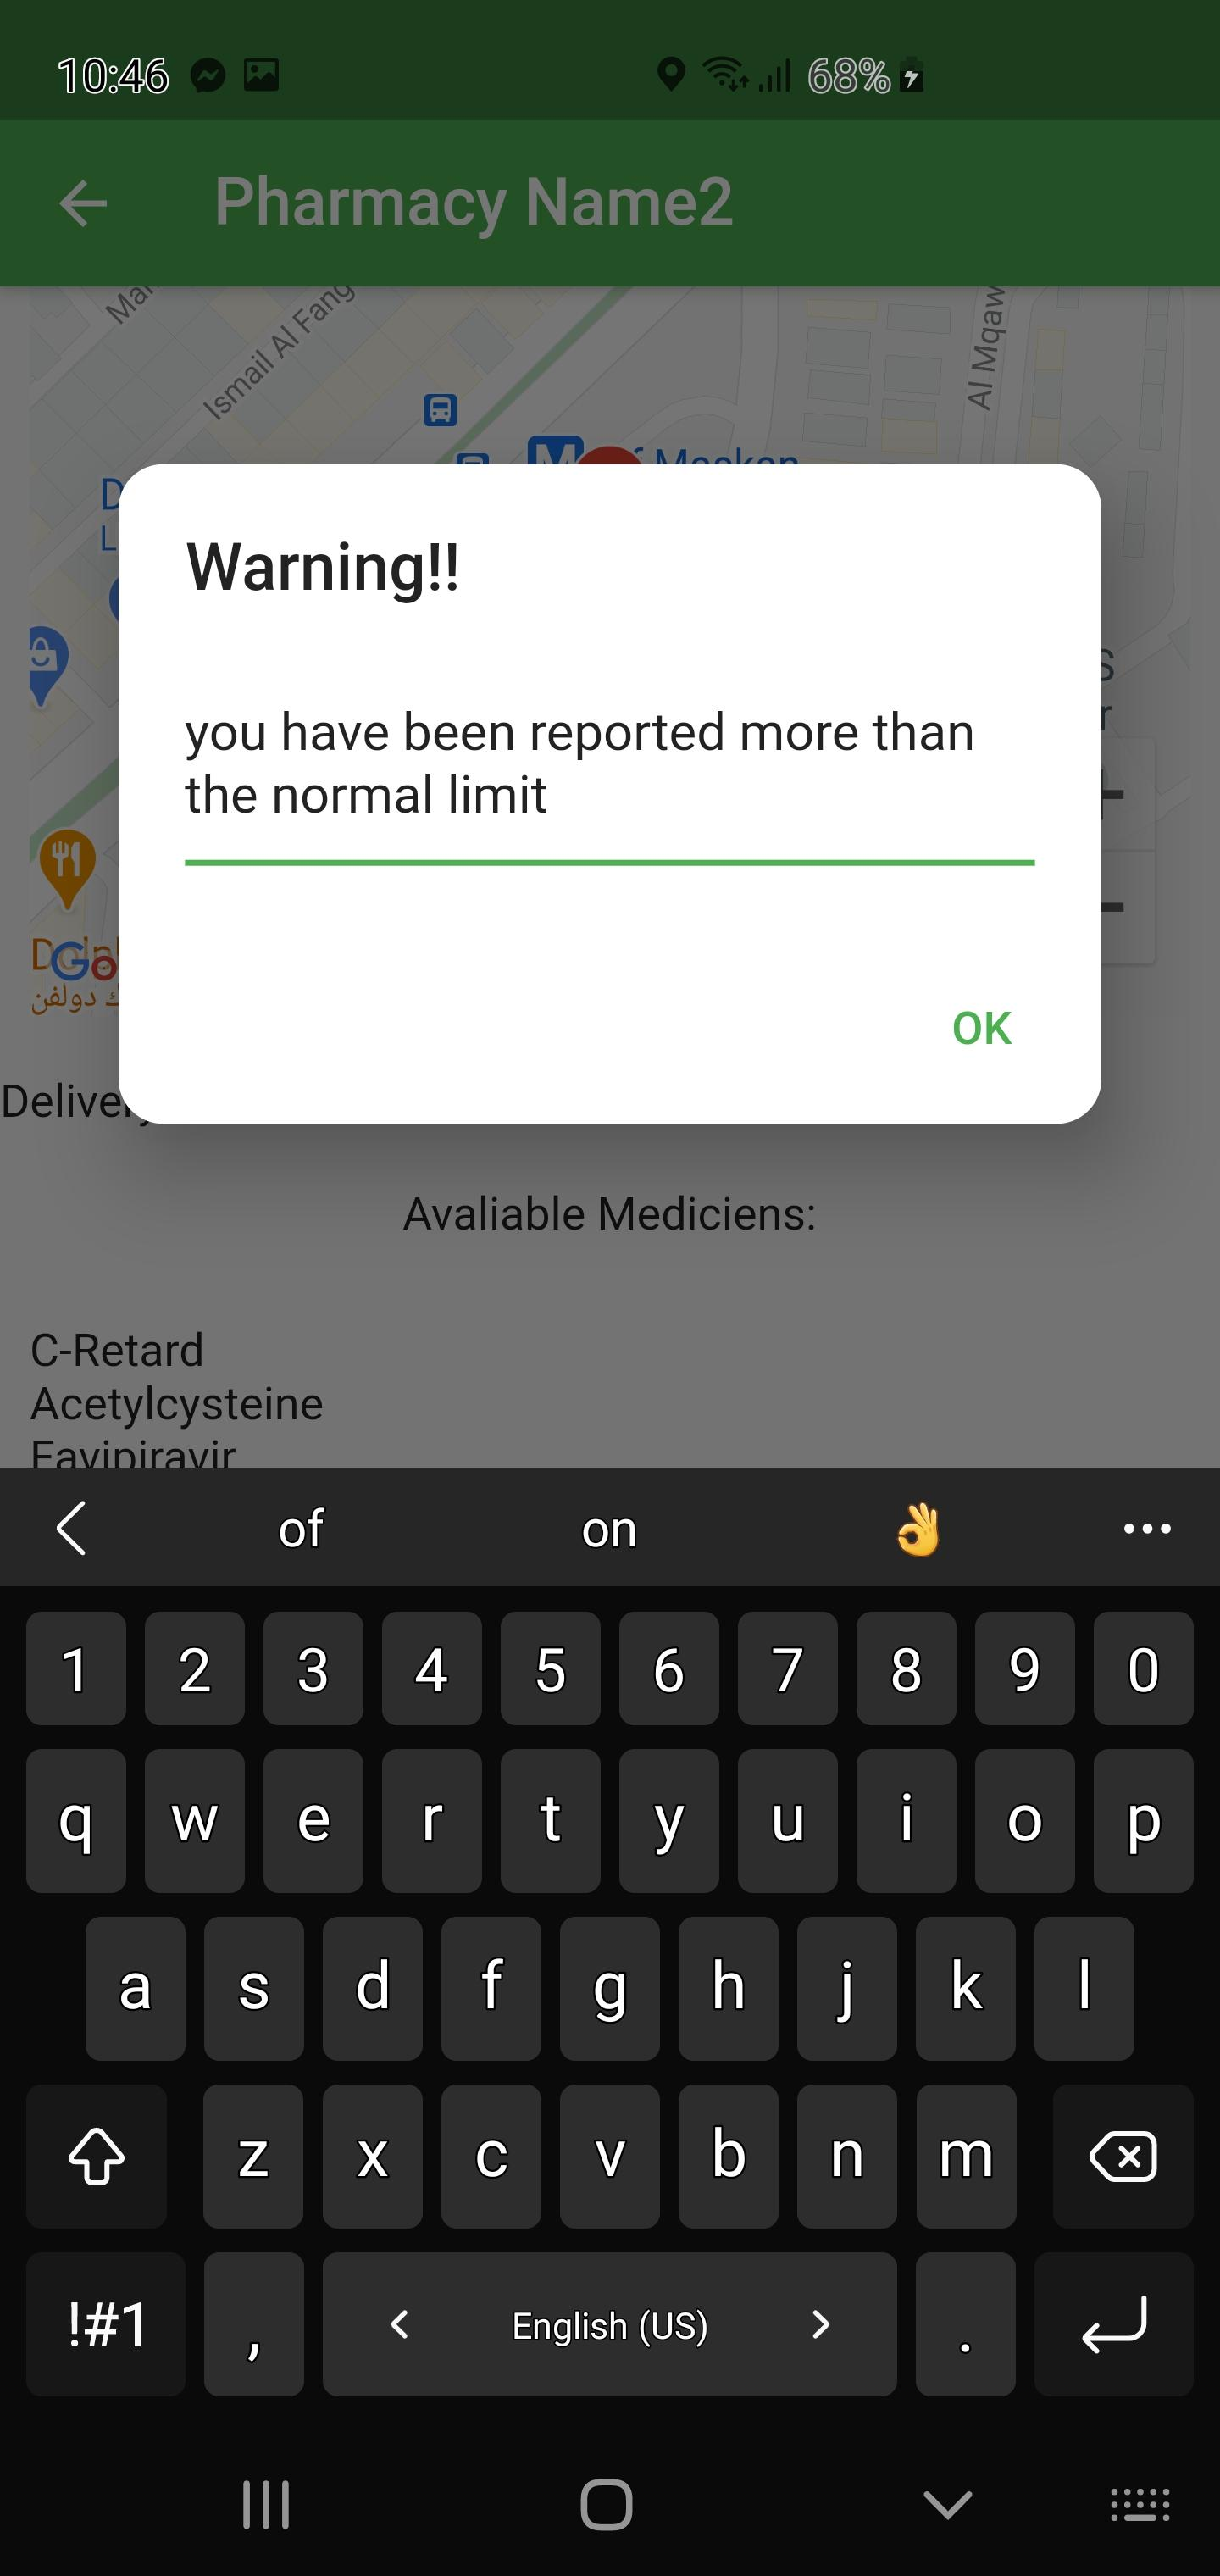 10:46
68%
Pharmacy Name2
Ismail Al Fang
Al Mqaw
M
Warning!!
you have been reported more than
the normal limit
OK
دولفن
Avaliable Mediciens:
C-Retard
Acetylcysteine
Favipiravir
of on 👌 •••
1 2 3 4 5 6 7 8 9 0
q w e r t y u i o p
a s d f g h j k l
z x c v b n m
!#1 , < English (US) > .